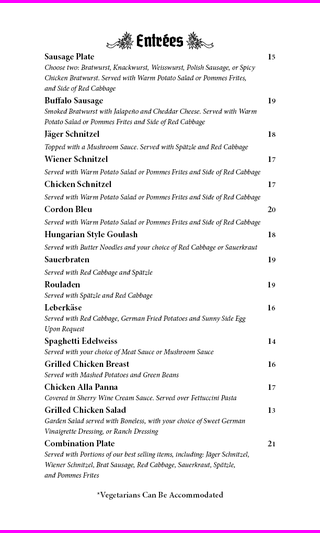 Entrées
Sausage Plate 15
Choose two: Bratwurst, Knackwurst, Weisswurst, Polish Sausage, or Spicy
Chicken Bratwurst. Served with Warm Potato Salad or Pommes Frites,
and Side of Red Cabbage
Buffalo Sausage 19
Smoked Bratwurst with Jalapeño and Cheddar Cheese. Served with Warm
Potato Salad or Pommes Frites and Side of Red Cabbage
Jäger Schnitzel 18
Topped with a Mushroom Sauce. Served with Spätzle and Red Cabbage
Wiener Schnitzel 17
Served with Warm Potato Salad or Pommes Frites and Side of Red Cabbage
Chicken Schnitzel 17
Served with Warm Potato Salad or Pommes Frites and Side of Red Cabbage
Cordon Bleu 20
Served with Warm Potato Salad or Pommes Frites and Side of Red Cabbage
Hungarian Style Goulash 18
Served with Butter Noodles and your choice of Red Cabbage or Sauerkraut
Sauerbraten 19
Served with Red Cabbage and Spätzle
Rouladen 19
Served with Spätzle and Red Cabbage
Leberkäse 16
Served with Red Cabbage, German Fried Potatoes and Sunny Side Egg
Upon Request
Spaghetti Edelweiss 14
Served with your choice of Meat Sauce or Mushroom Sauce
Grilled Chicken Breast 16
Served with Mashed Potatoes and Green Beans
Chicken Alla Panna 17
Covered in Sherry Wine Cream Sauce. Served over Fettuccini Pasta
Grilled Chicken Salad 13
Garden Salad served with Boneless, with your choice of Sweet German
Vinaigrette Dressing, or Ranch Dressing
Combination Plate 21
Served with Portions of our best selling items, including: Jäger Schnitzel,
Wiener Schnitzel, Brat Sausage, Red Cabbage, Sauerkraut, Spätzle,
and Pommes Frites
*Vegetarians Can Be Accommodated